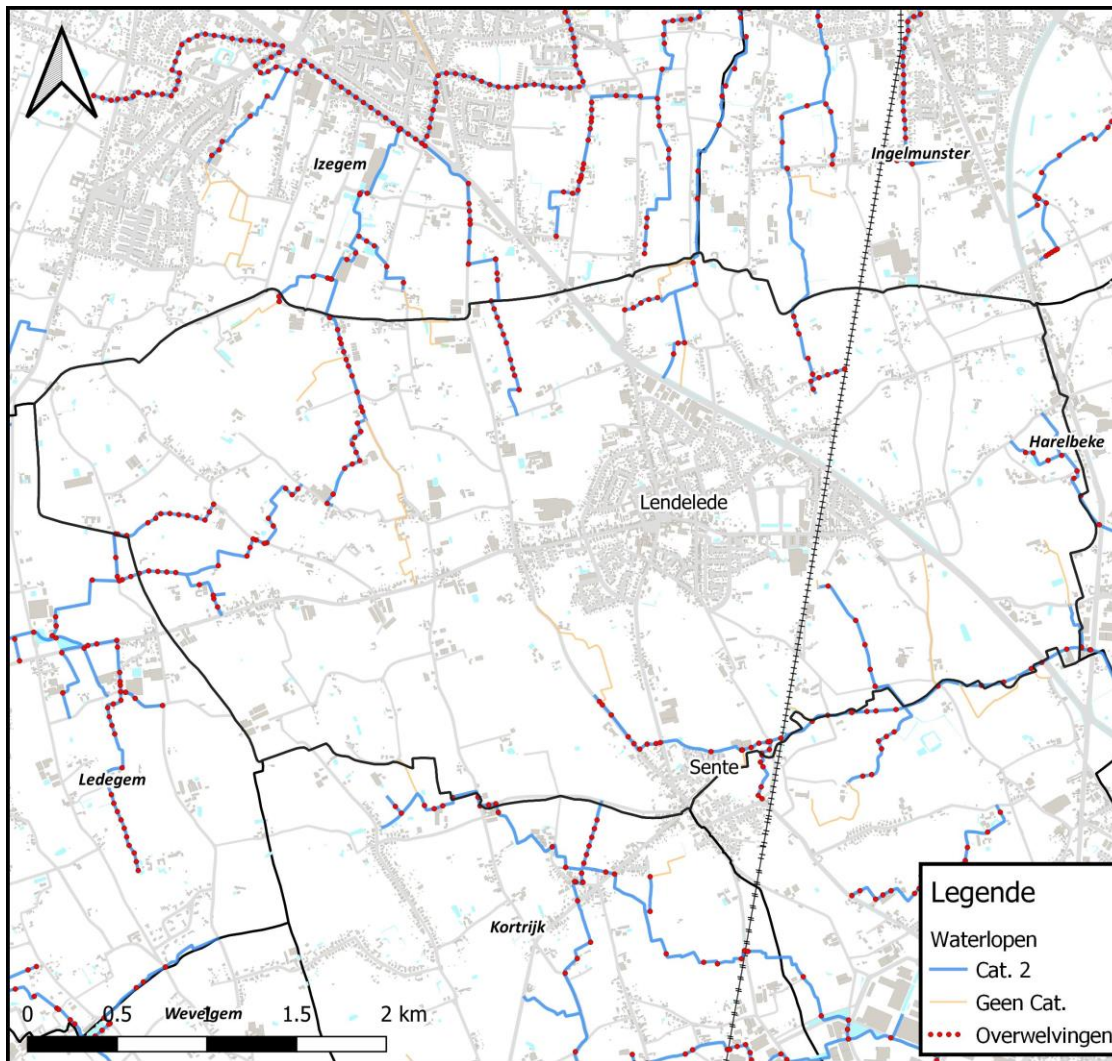 Izegem
Ingelmunster
Harelbeke
Lendelede
Sente
Ledegem
Kortrijk
Wevelgem
0 0.5 1 1.5 2 km
Legende
Waterlopen
Cat. 2
Geen Cat.
Overwelvingen